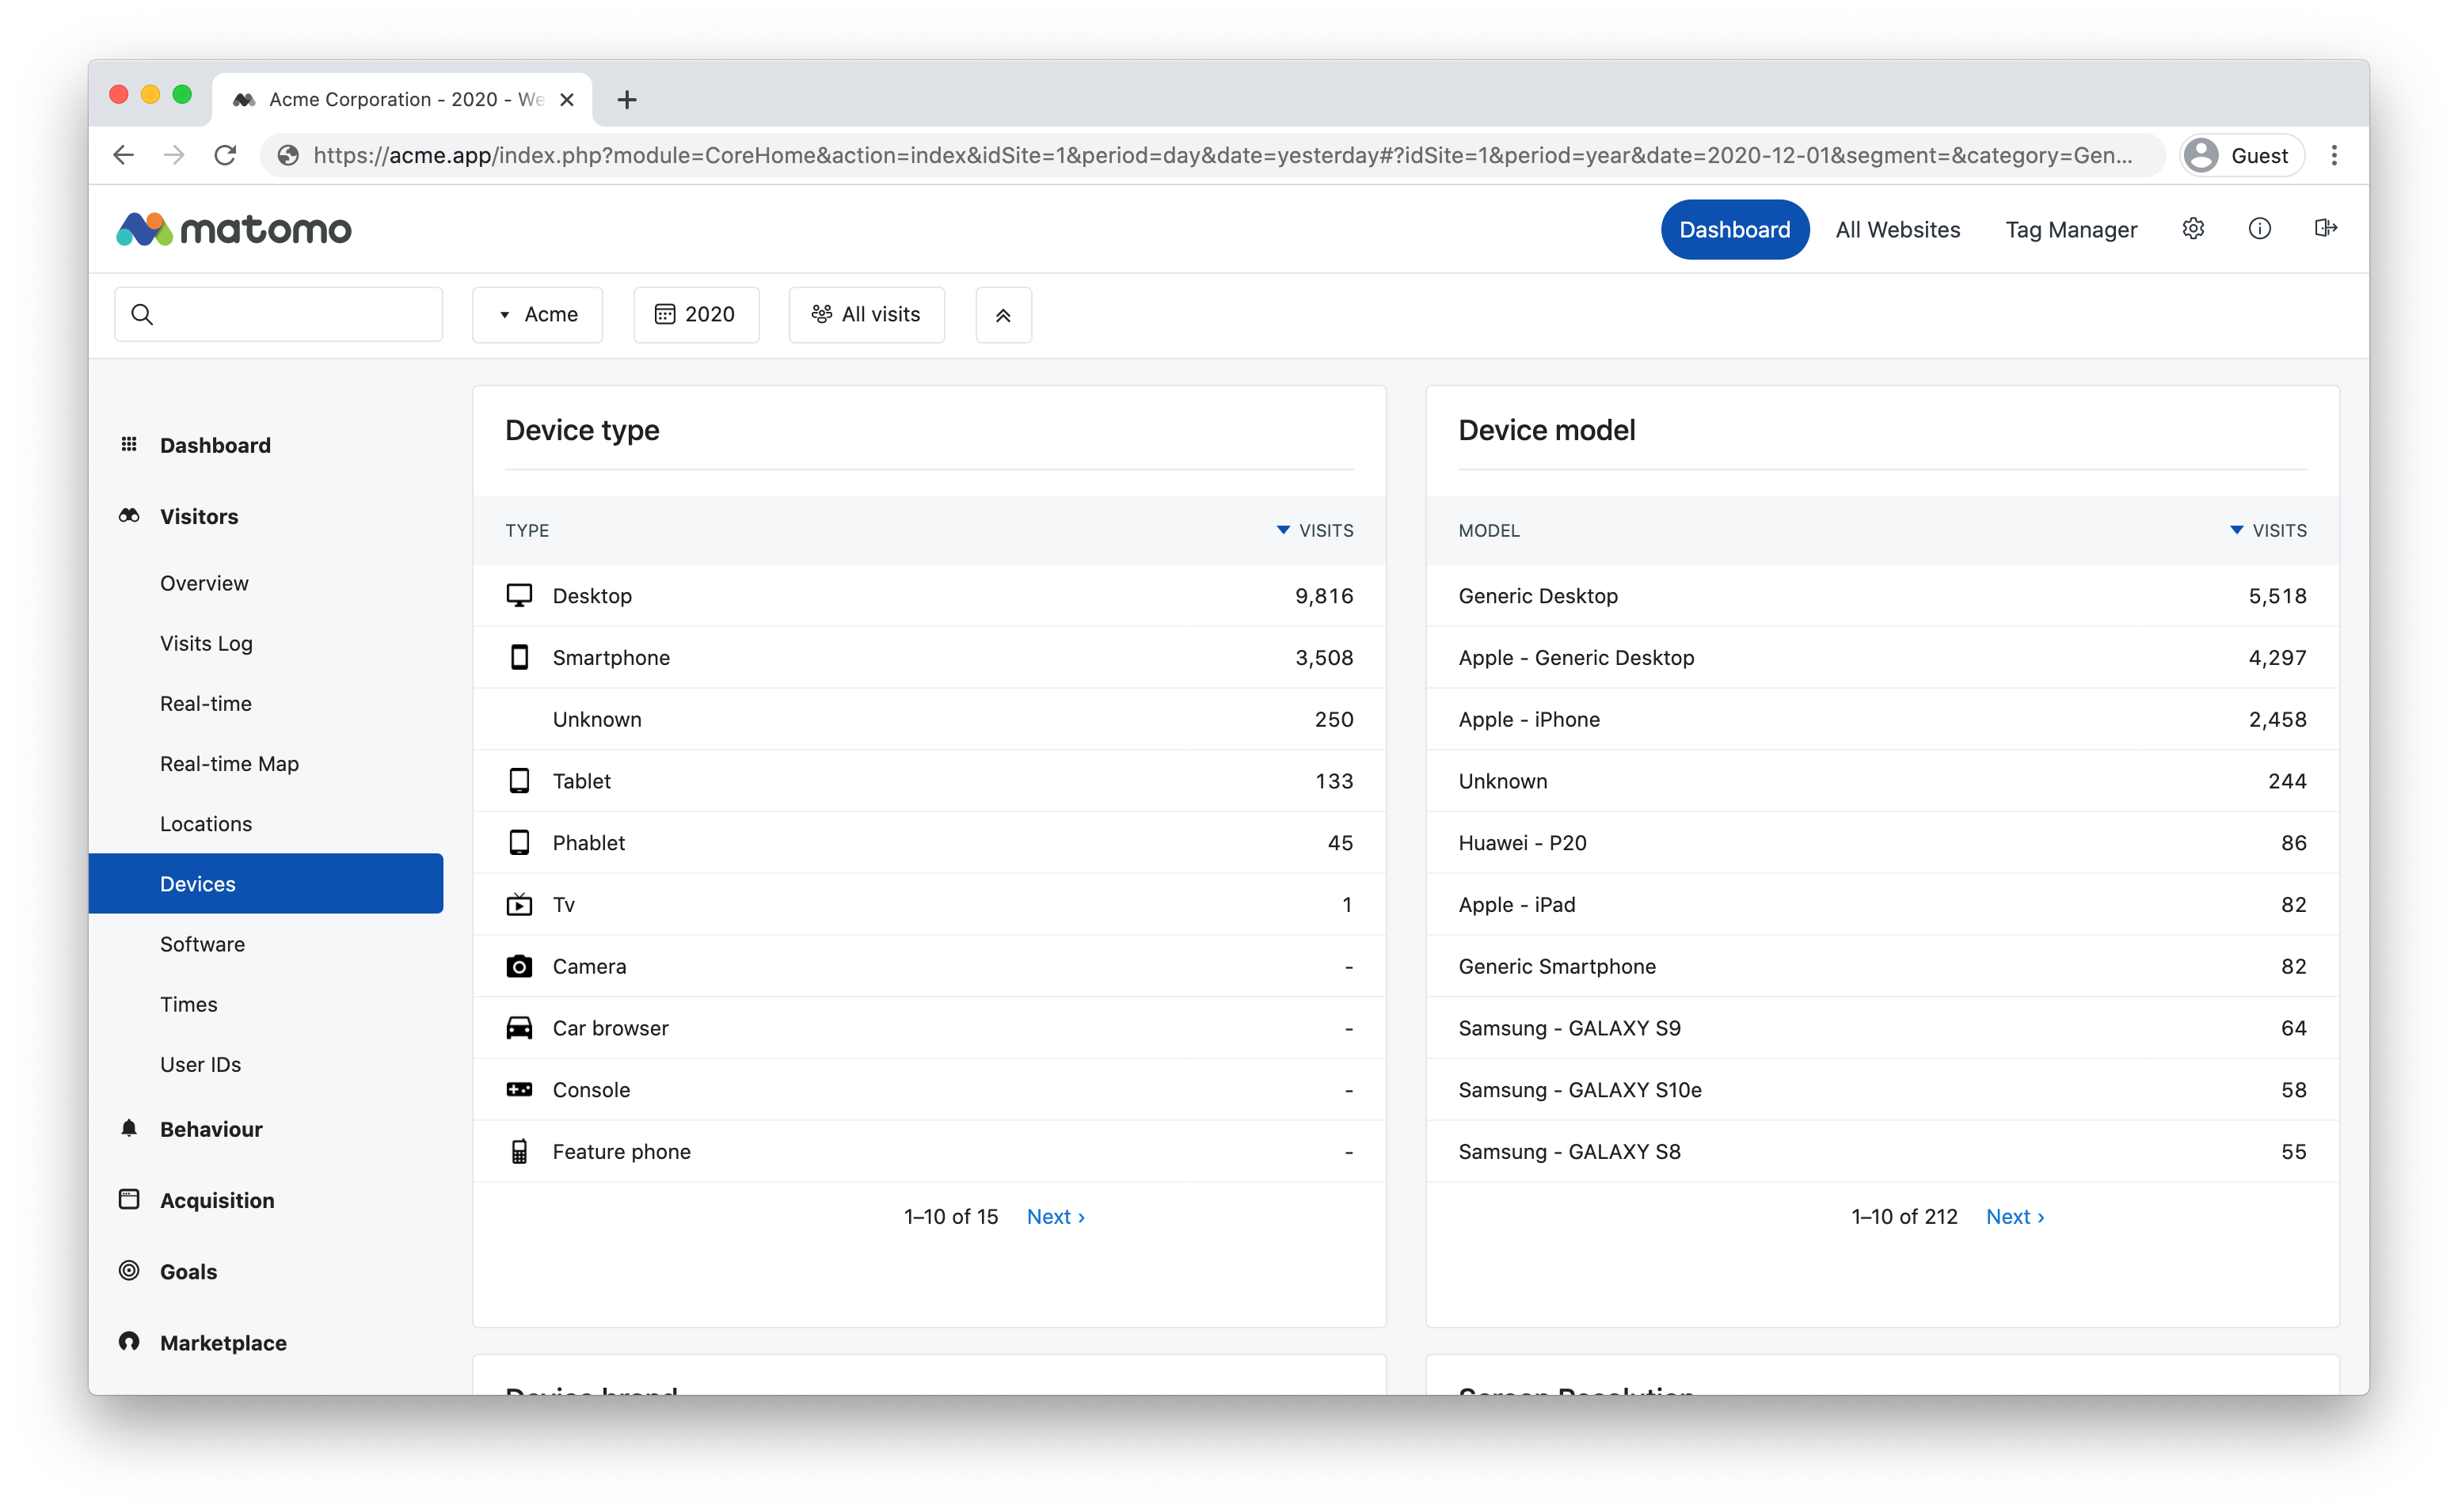 Acme Corporation - 2020 - We
https://acme.app/index.php?module=CoreHome&action=index&idSite=1&period=day&date=yesterday#?idSite=1&period=year&date=2020-12-01&segment=&category=Gen...
Guest
matomo
Dashboard
All Websites
Tag Manager
Acme
2020
All visits
Dashboard
Visitors
Overview
Visits Log
Real-time
Real-time Map
Locations
Devices
Software
Times
User IDs
Behaviour
Acquisition
Goals
Marketplace
Device type
TYPE VISITS
Desktop 9,816
Smartphone 3,508
Unknown 250
Tablet 133
Phablet 45
Tv 1
Camera -
Car browser -
Console -
Feature phone -
1–10 of 15 Next ›
Device model
MODEL VISITS
Generic Desktop 5,518
Apple - Generic Desktop 4,297
Apple - iPhone 2,458
Unknown 244
Huawei - P20 86
Apple - iPad 82
Generic Smartphone 82
Samsung - GALAXY S9 64
Samsung - GALAXY S10e 58
Samsung - GALAXY S8 55
1–10 of 212 Next ›
Device brand
Screen Resolution